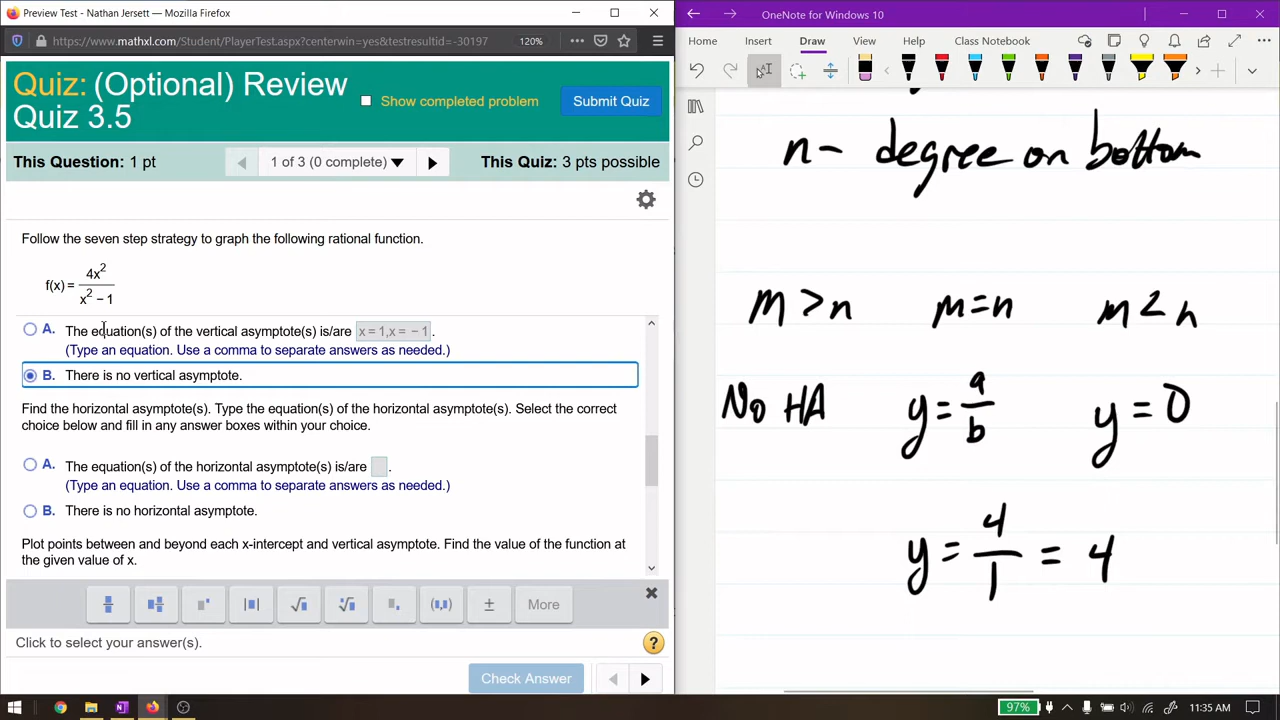 Preview Test - Nathan Jersett - Mozilla Firefox
https://www.mathxl.com/Student/PlayerTest.aspx?centerwin=yes&testresultid=-30197
120%
Quiz: (Optional) Review
Quiz 3.5
Show completed problem
Submit Quiz
This Question: 1 pt
1 of 3 (0 complete)
This Quiz: 3 pts possible
Follow the seven step strategy to graph the following rational function.
f(x) = 4x² / x² − 1
A. The equation(s) of the vertical asymptote(s) is/are x = 1,x = − 1.
(Type an equation. Use a comma to separate answers as needed.)
B. There is no vertical asymptote.
Find the horizontal asymptote(s). Type the equation(s) of the horizontal asymptote(s). Select the correct
choice below and fill in any answer boxes within your choice.
A. The equation(s) of the horizontal asymptote(s) is/are .
(Type an equation. Use a comma to separate answers as needed.)
B. There is no horizontal asymptote.
Plot points between and beyond each x-intercept and vertical asymptote. Find the value of the function at
the given value of x.
More
Click to select your answer(s).
?
Check Answer
OneNote for Windows 10
Home Insert Draw View Help Class Notebook
n - degree on bottom
m > n m = n m < n
No HA y = a/b y = 0
y = 4/1 = 4
97%
11:35 AM